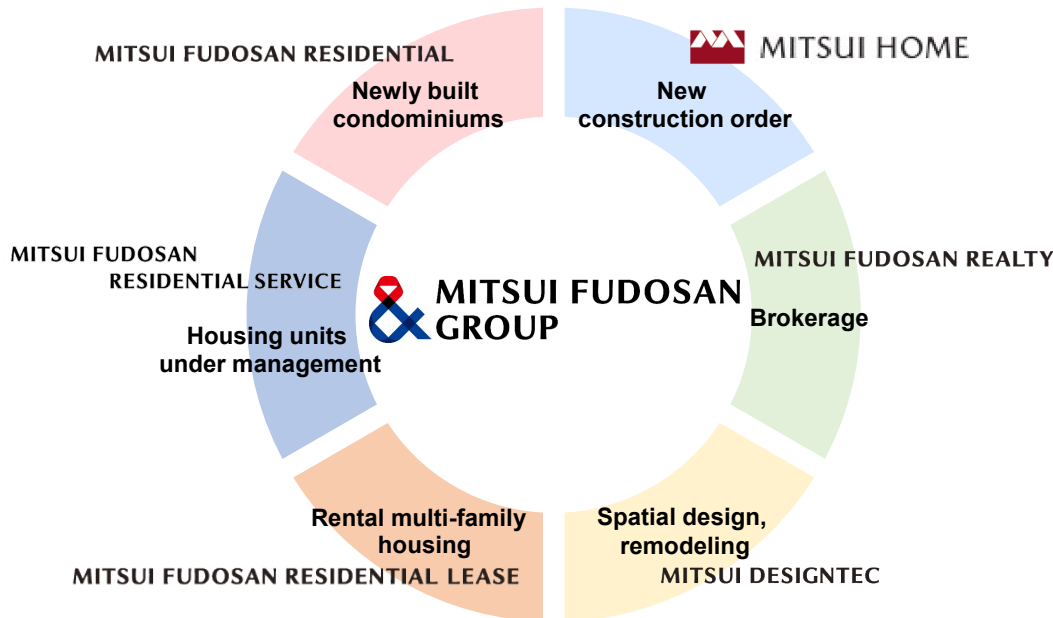 MITSUI FUDOSAN RESIDENTIAL
Newly built
condominiums
MITSUI HOME
New
construction order
MITSUI FUDOSAN
RESIDENTIAL SERVICE
Housing units
under management
& MITSUI FUDOSAN
GROUP
MITSUI FUDOSAN REALTY
Brokerage
Rental multi-family
housing
MITSUI FUDOSAN RESIDENTIAL LEASE
Spatial design,
remodeling
MITSUI DESIGNTEC